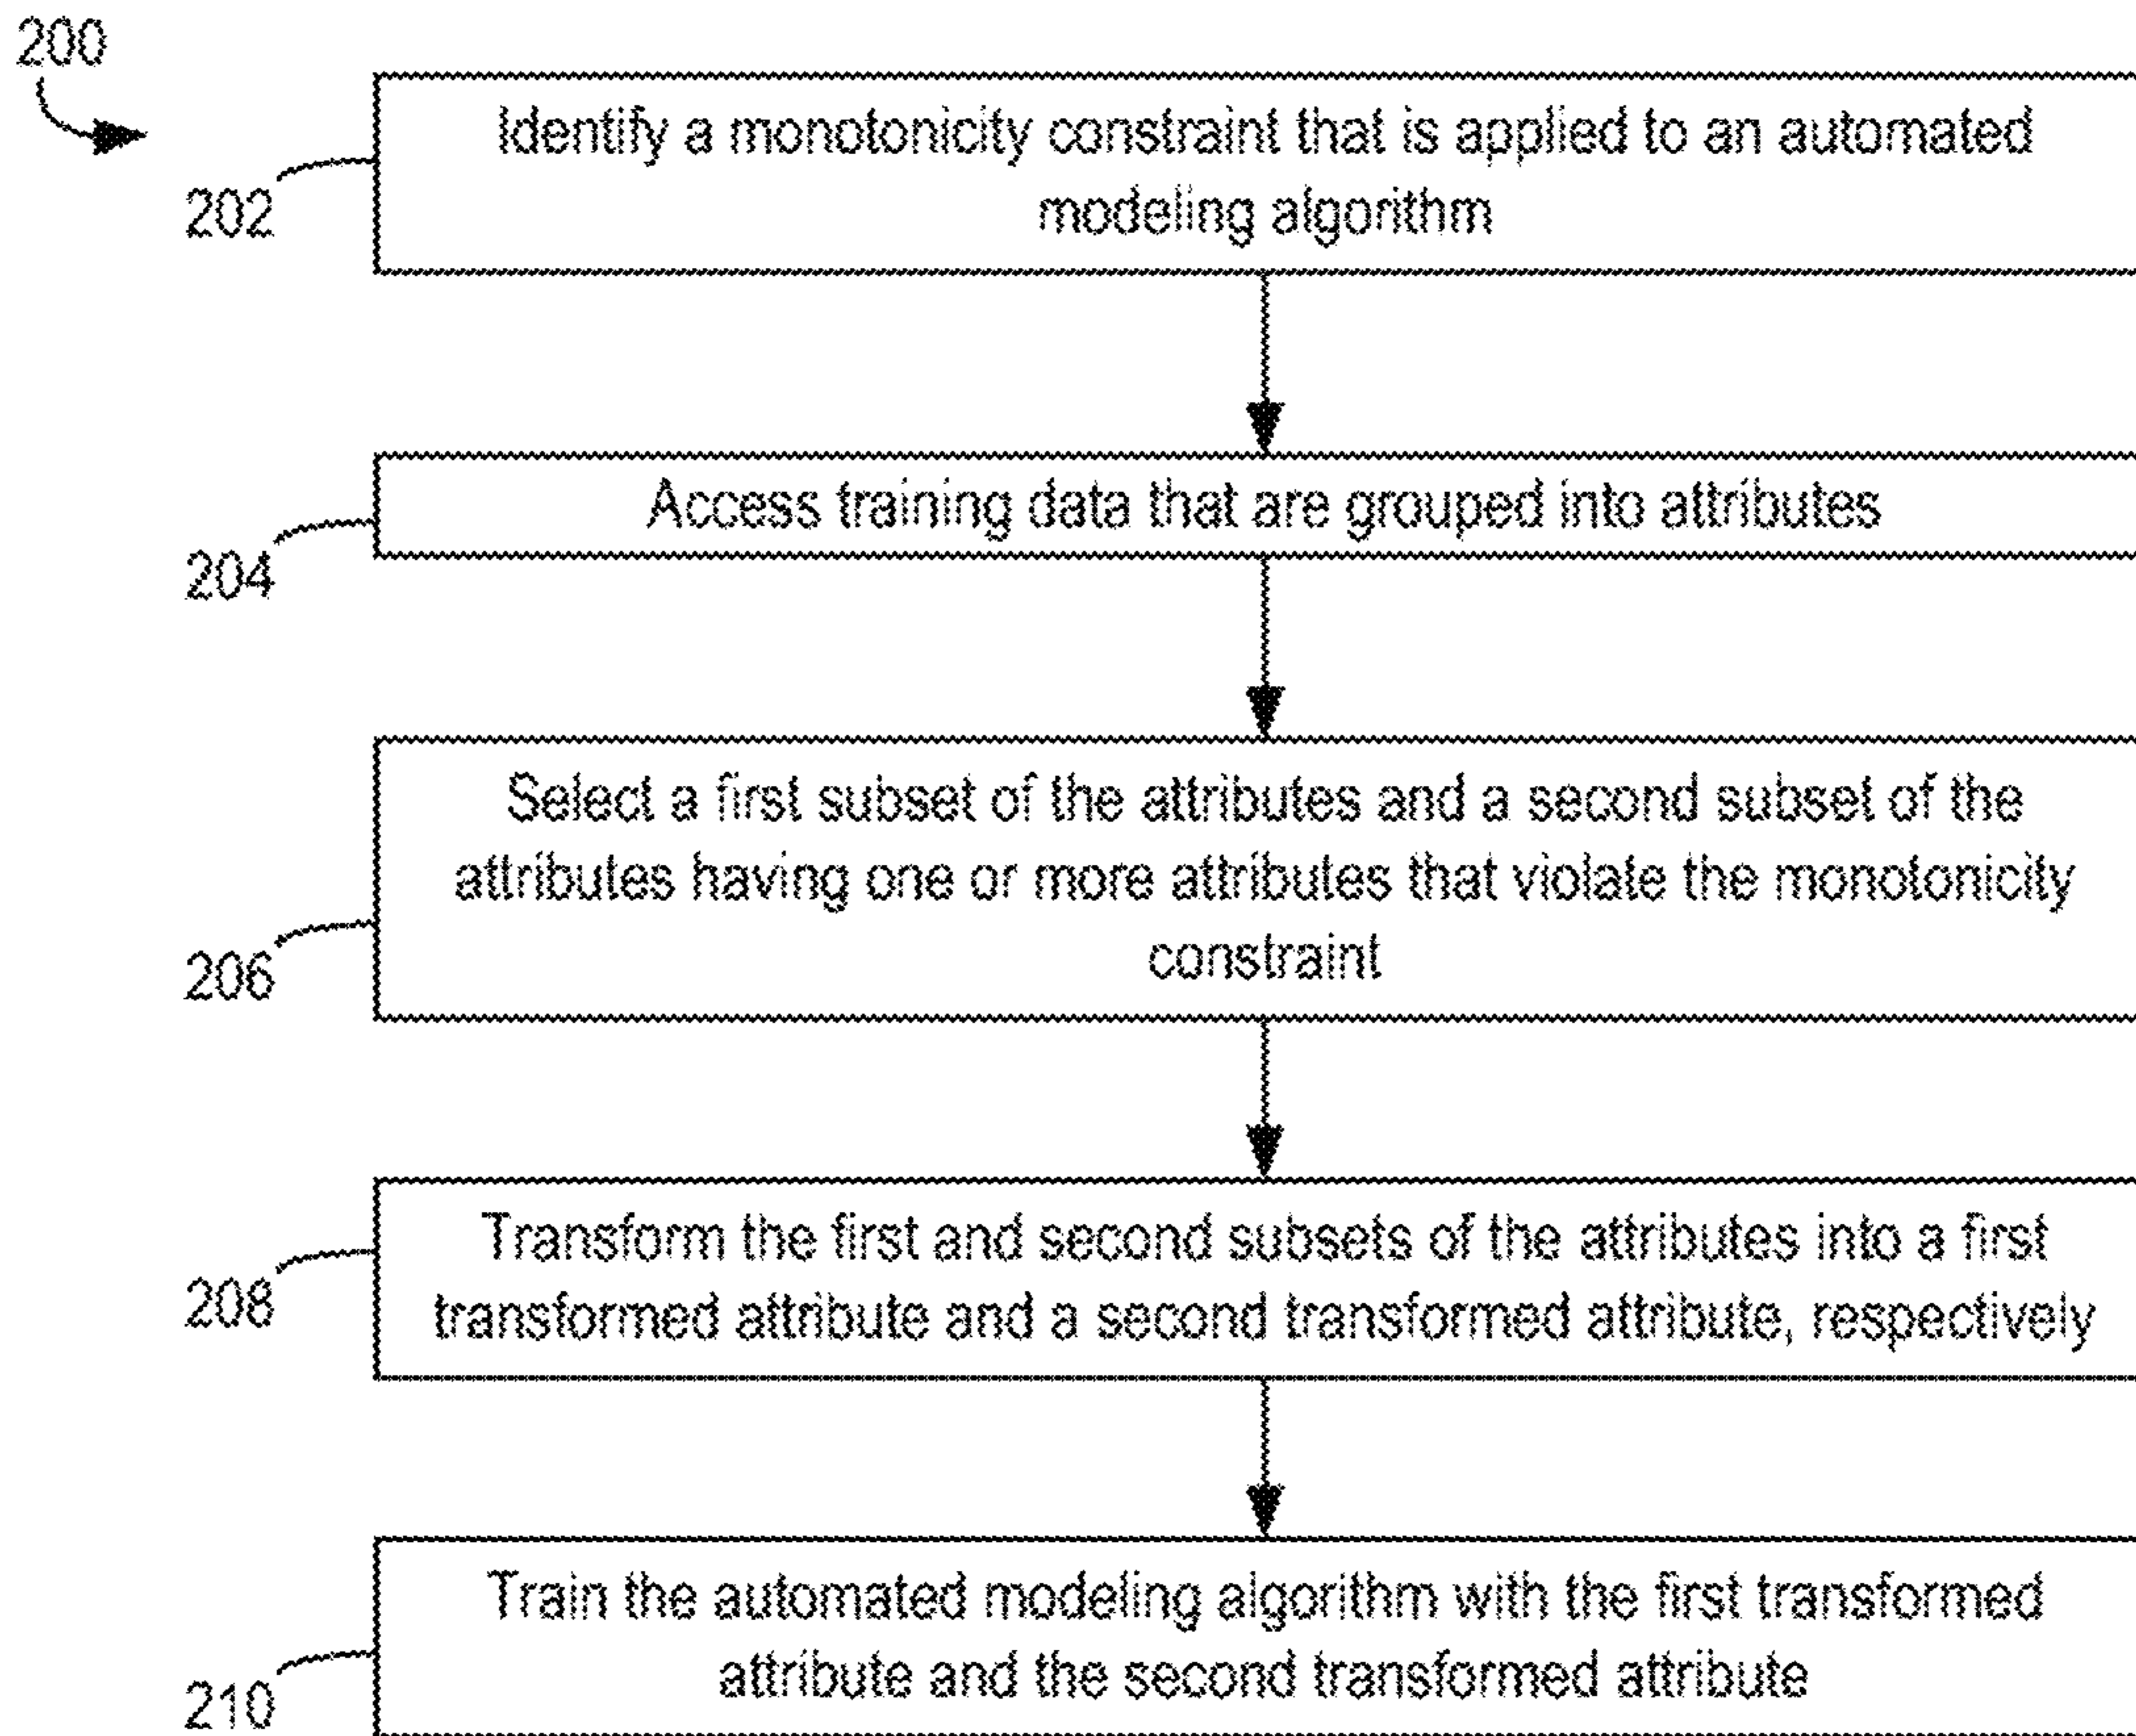 200
Identify a monotonicity constraint that is applied to an automated
modeling algorithm
202
Access training data that are grouped into attributes
204
Select a first subset of the attributes and a second subset of the
attributes having one or more attributes that violate the monotonicity
constraint
206
Transform the first and second subsets of the attributes into a first
transformed attribute and a second transformed attribute, respectively
208
Train the automated modeling algorithm with the first transformed
attribute and the second transformed attribute
210